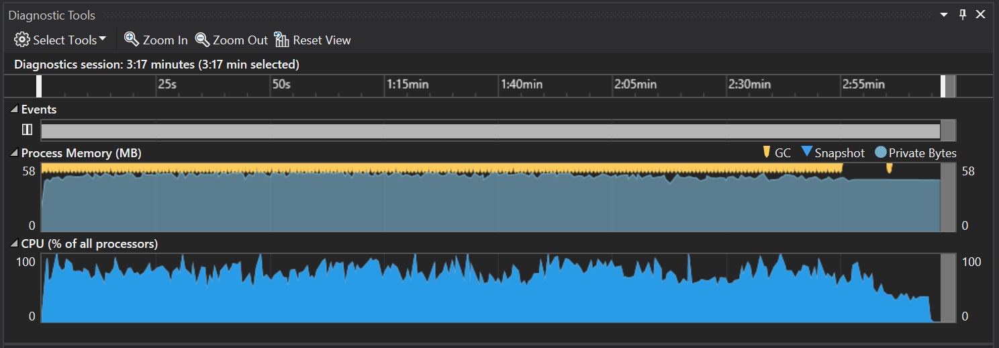 Diagnostic Tools
Select Tools Zoom In Zoom Out Reset View
Diagnostics session: 3:17 minutes (3:17 min selected)
25s 50s 1:15min 1:40min 2:05min 2:30min 2:55min
Events
Process Memory (MB) GC Snapshot Private Bytes
58 58
0 0
CPU (% of all processors)
100 100
0 0